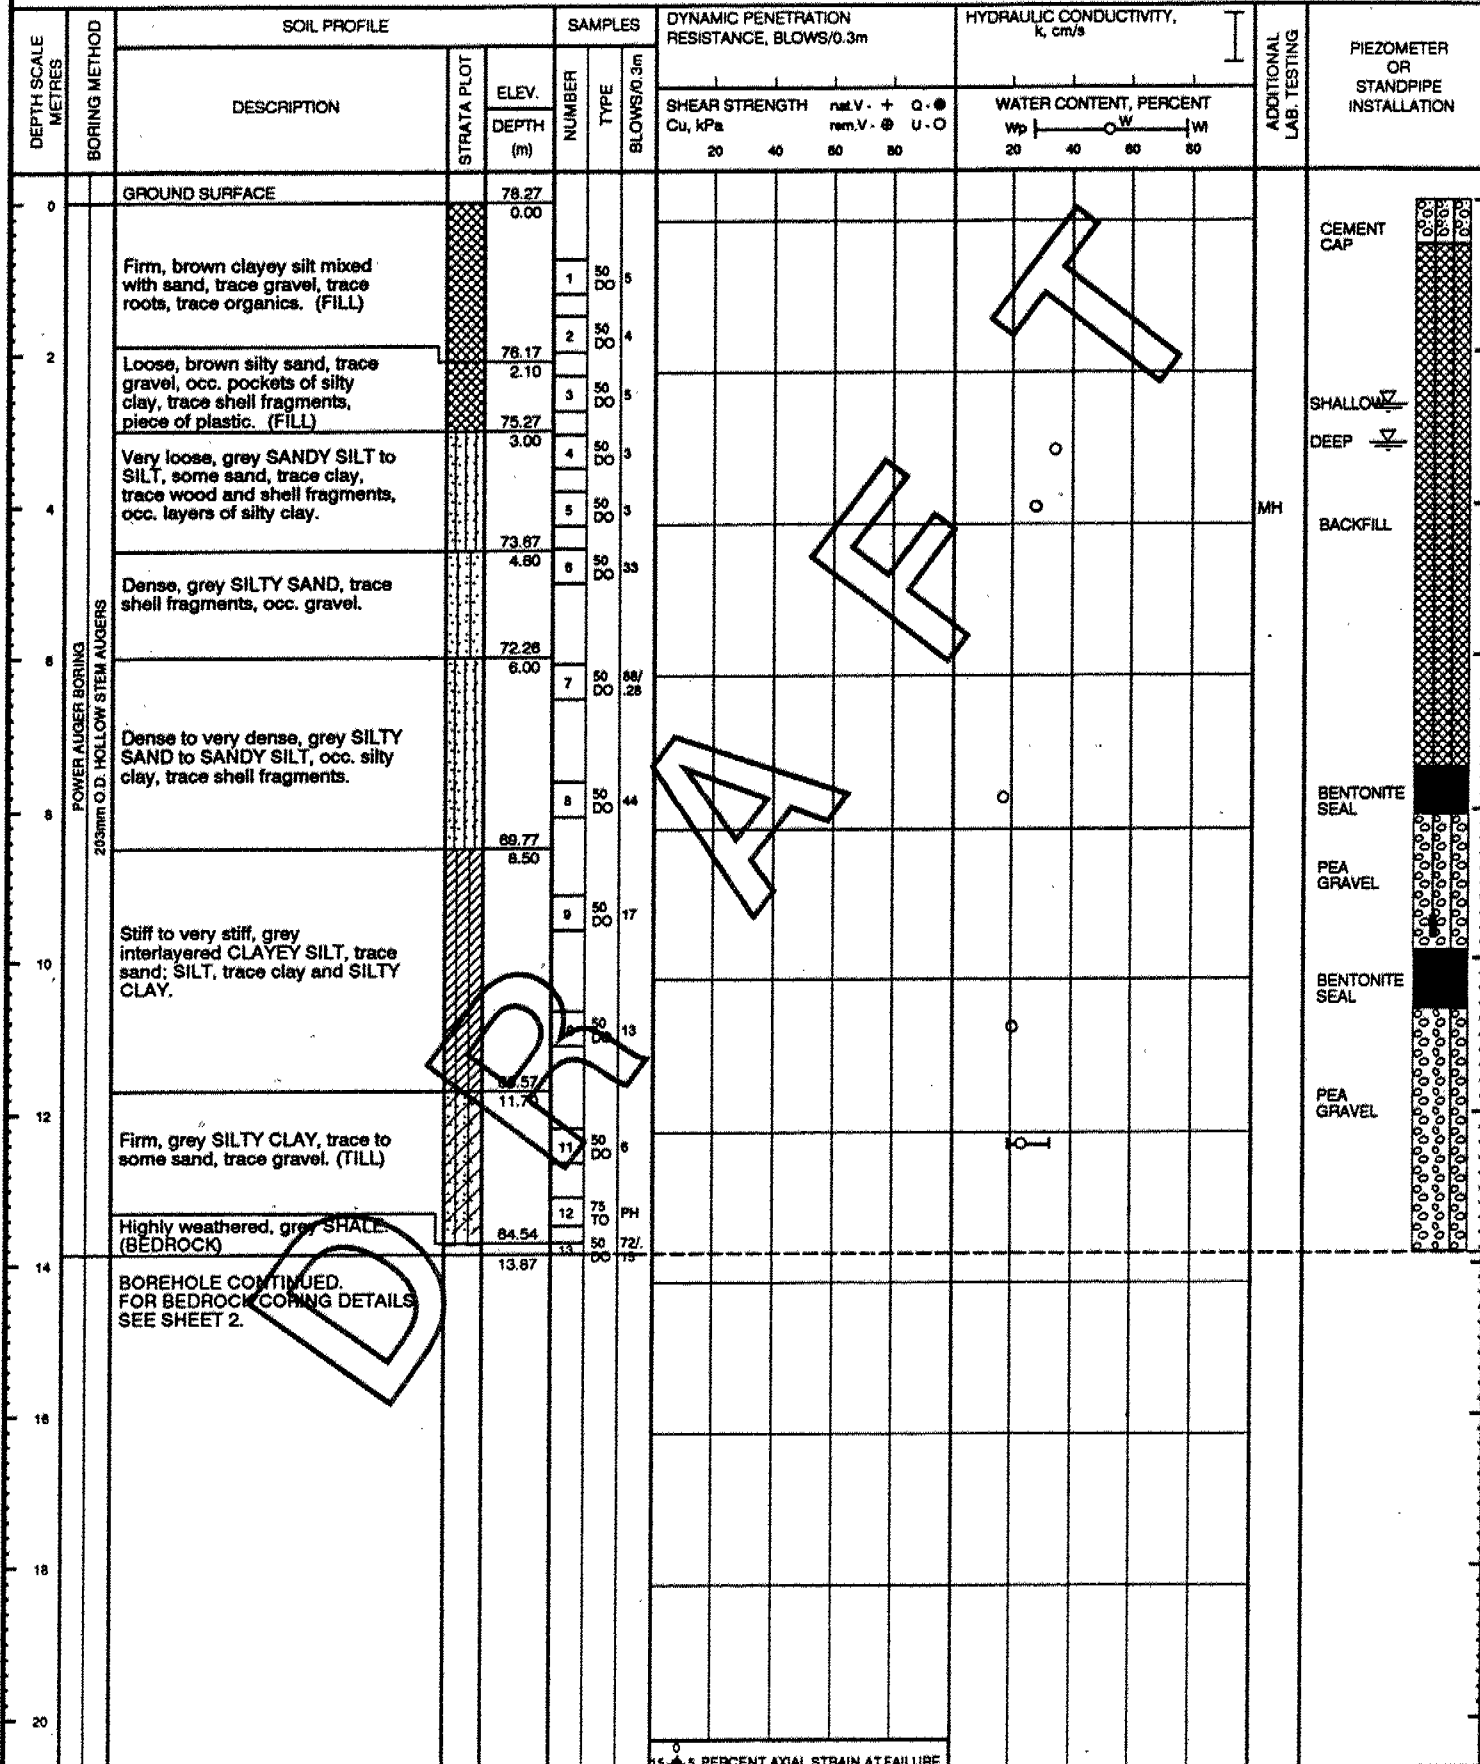 DEPTH SCALE
METRES
BORING METHOD
SOIL PROFILE
DESCRIPTION
STRATA PLOT
ELEV.
DEPTH
(m)
SAMPLES
NUMBER
TYPE
BLOWS/0.3m
DYNAMIC PENETRATION
RESISTANCE, BLOWS/0.3m
SHEAR STRENGTH nat.V - + Q - ●
Cu, kPa rem.V - ⊕ U - O
20 40 60 80
HYDRAULIC CONDUCTIVITY,
k, cm/s
WATER CONTENT, PERCENT
Wp W Wl
20 40 60 80
ADDITIONAL
LAB. TESTING
PIEZOMETER
OR
STANDPIPE
INSTALLATION
POWER AUGER BORING
203mm O.D. HOLLOW STEM AUGERS
0
2
4
6
8
10
12
14
16
18
20
GROUND SURFACE
78.27
0.00
Firm, brown clayey silt mixed
with sand, trace gravel, trace
roots, trace organics. (FILL)
76.17
2.10
Loose, brown silty sand, trace
gravel, occ. pockets of silty
clay, trace shell fragments,
piece of plastic. (FILL)
75.27
3.00
Very loose, grey SANDY SILT to
SILT, some sand, trace clay,
trace wood and shell fragments,
occ. layers of silty clay.
73.67
4.60
Dense, grey SILTY SAND, trace
shell fragments, occ. gravel.
72.26
6.00
Dense to very dense, grey SILTY
SAND to SANDY SILT, occ. silty
clay, trace shell fragments.
69.77
8.50
Stiff to very stiff, grey
interlayered CLAYEY SILT, trace
sand; SILT, trace clay and SILTY
CLAY.
11.70
Firm, grey SILTY CLAY, trace to
some sand, trace gravel. (TILL)
Highly weathered, grey SHALE.
(BEDROCK)
64.54
13.87
BOREHOLE CONTINUED.
FOR BEDROCK CORING DETAILS
SEE SHEET 2.
1 50 DO 5
2 50 DO 4
3 50 DO 5
4 50 DO 3
5 50 DO 3
6 50 DO 33
7 50 DO .28
8 50 DO 44
9 50 DO 17
50 DO 13
11 50 DO 6
12 75 TO PH
13 50 DO 72/.15
MH
CEMENT
CAP
SHALLOW
DEEP
BACKFILL
BENTONITE
SEAL
PEA
GRAVEL
BENTONITE
SEAL
PEA
GRAVEL
DRAFT
0
15 5 PERCENT AXIAL STRAIN AT FAILURE